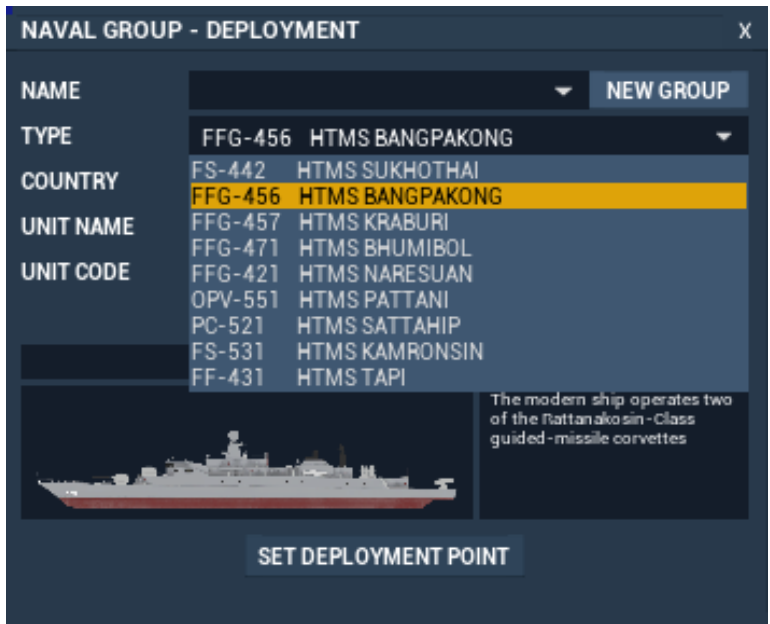 NAVAL GROUP - DEPLOYMENT X
NAME NEW GROUP
TYPE FFG-456 HTMS BANGPAKONG
FS-442 HTMS SUKHOTHAI
COUNTRY FFG-456 HTMS BANGPAKONG
UNIT NAME FFG-457 HTMS KRABURI
FFG-471 HTMS BHUMIBOL
UNIT CODE FFG-421 HTMS NARESUAN
OPV-551 HTMS PATTANI
PC-521 HTMS SATTAHIP
FS-531 HTMS KAMRONSIN
FF-431 HTMS TAPI
The modern ship operates two
of the Rattanakosin-Class
guided-missile corvettes
SET DEPLOYMENT POINT